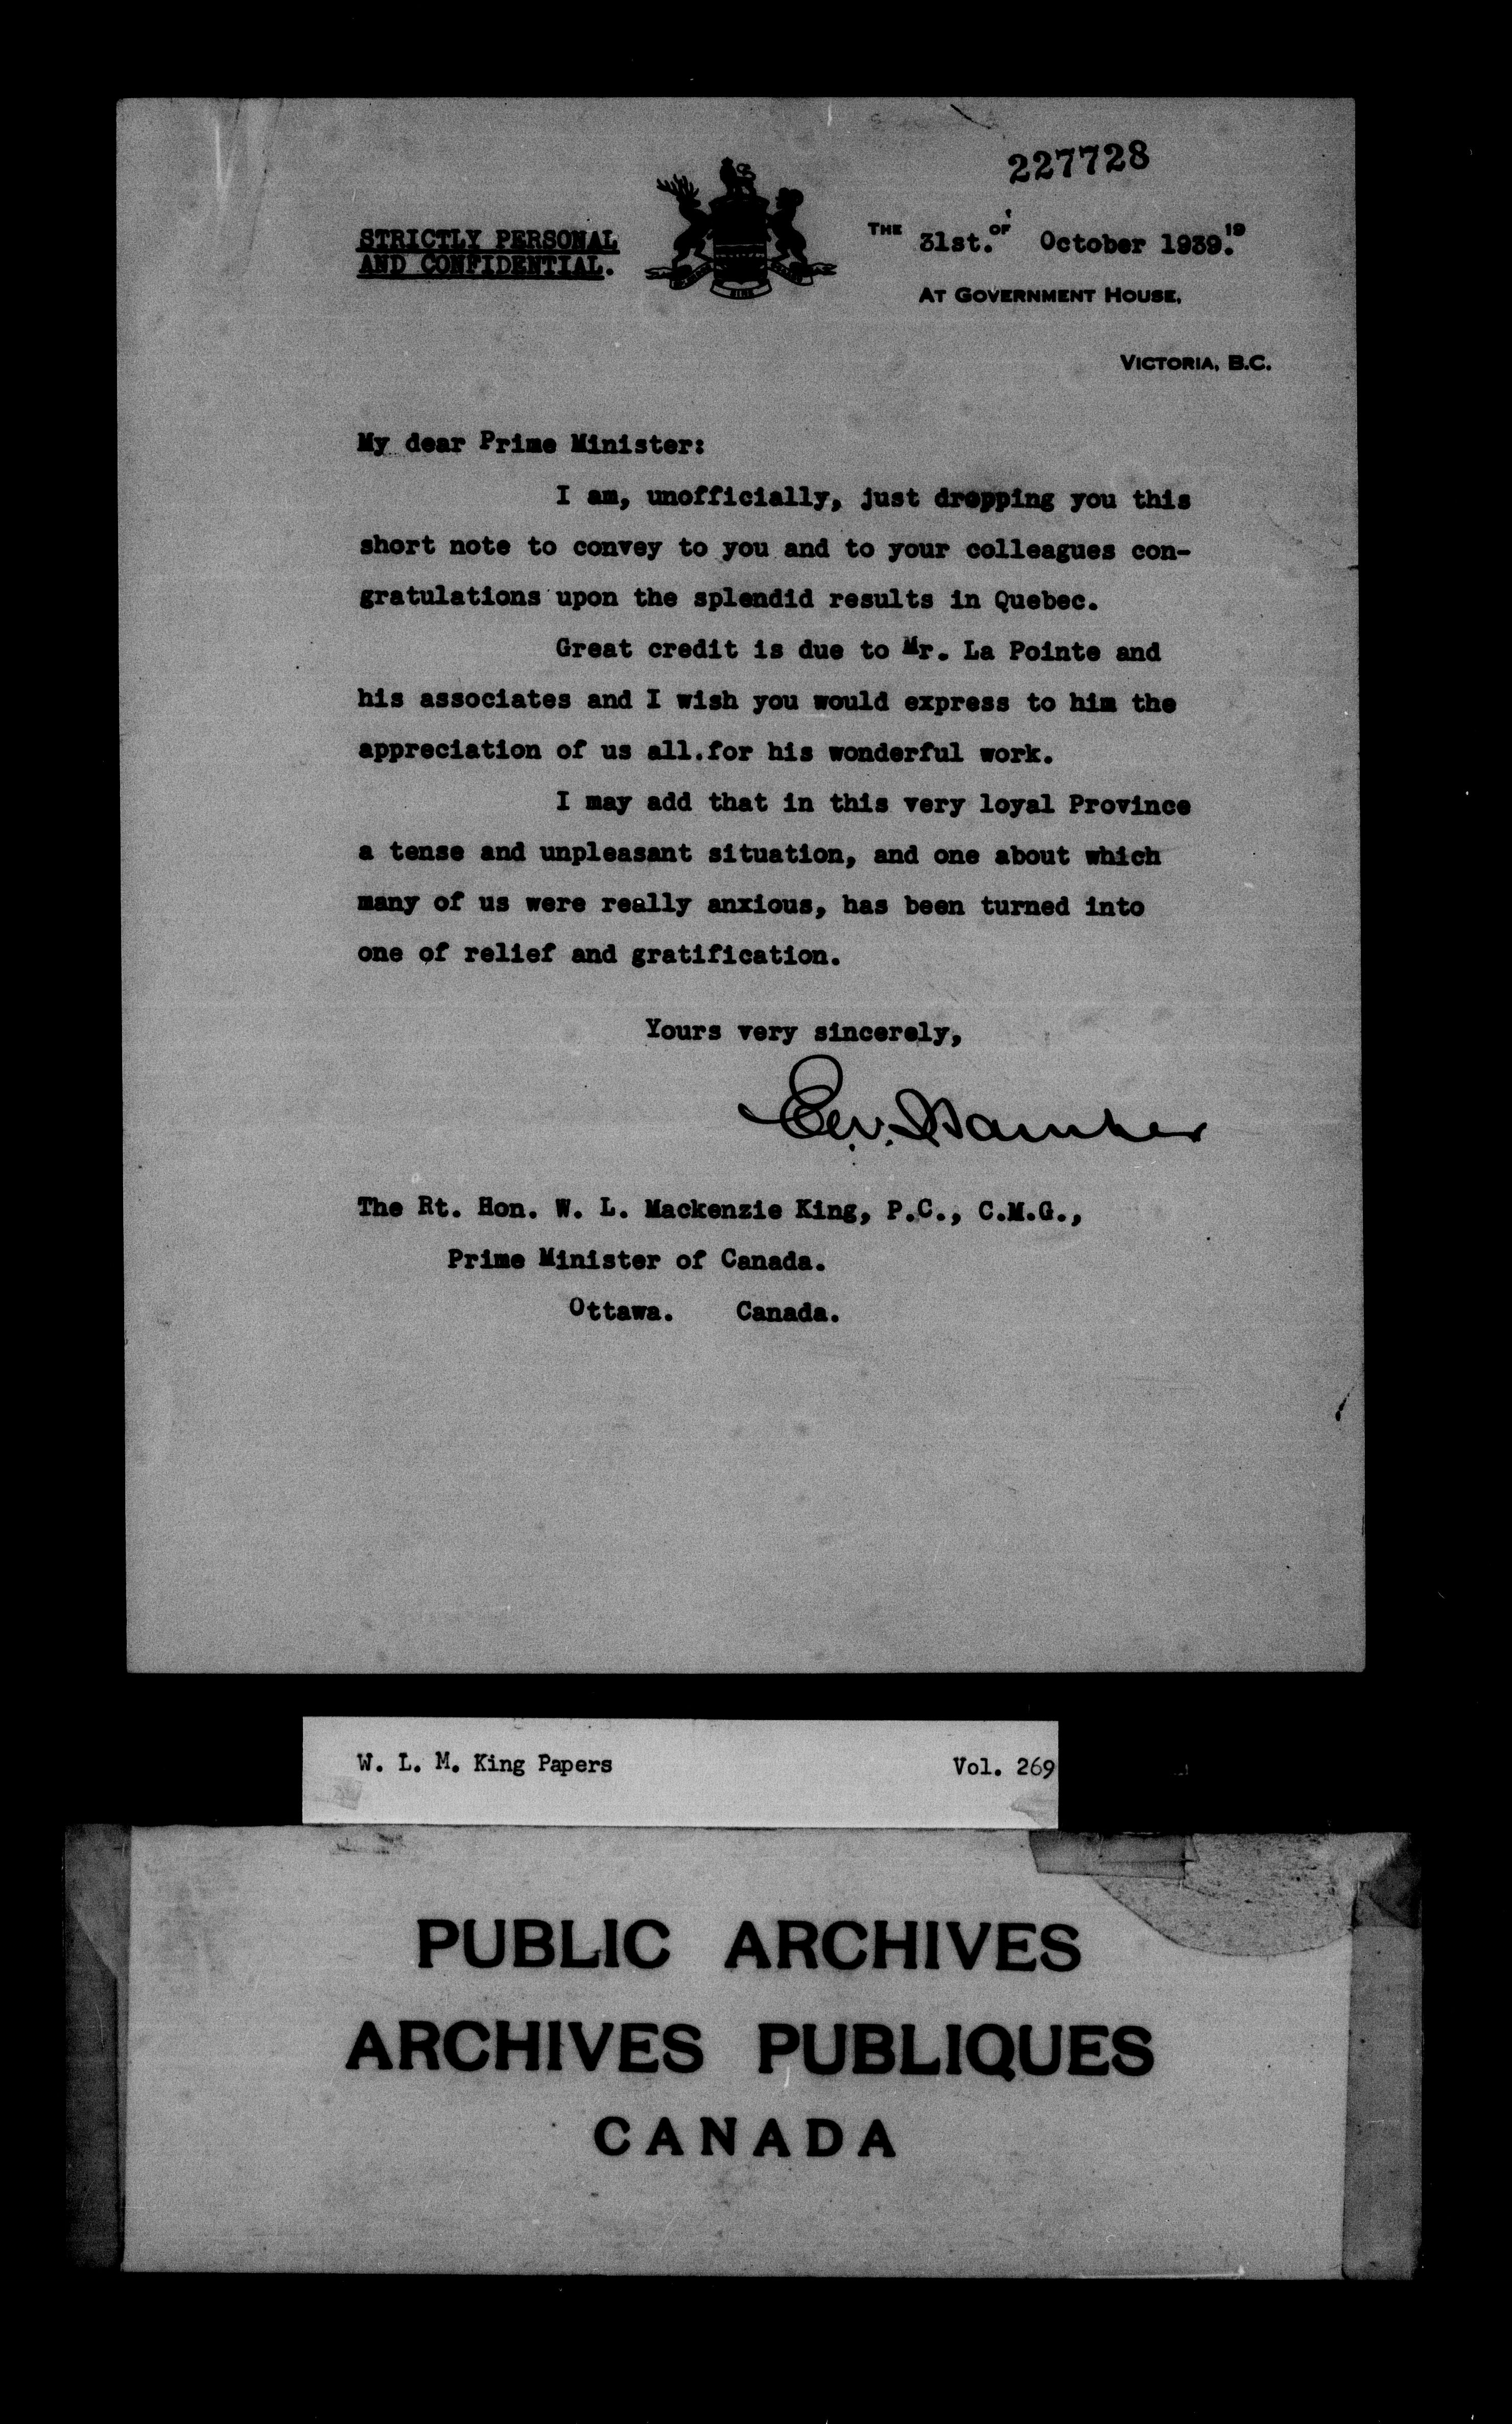 227728
STRICTLY PERSONAL
AND CONFIDENTIAL.
THE 31st. OF October 1939. 19
AT GOVERNMENT HOUSE,
VICTORIA, B.C.
My dear Prime Minister:
I am, unofficially, just dropping you this
short note to convey to you and to your colleagues con-
gratulations upon the splendid results in Quebec.
Great credit is due to Mr. La Pointe and
his associates and I wish you would express to him the
appreciation of us all.for his wonderful work.
I may add that in this very loyal Province
a tense and unpleasant situation, and one about which
many of us were really anxious, has been turned into
one of relief and gratification.
Yours very sincerely,
E.W. Hamber
The Rt. Hon. W. L. Mackenzie King, P.C., C.M.G.,
Prime Minister of Canada.
Ottawa. Canada.
W. L. M. King Papers Vol. 269
PUBLIC ARCHIVES
ARCHIVES PUBLIQUES
CANADA